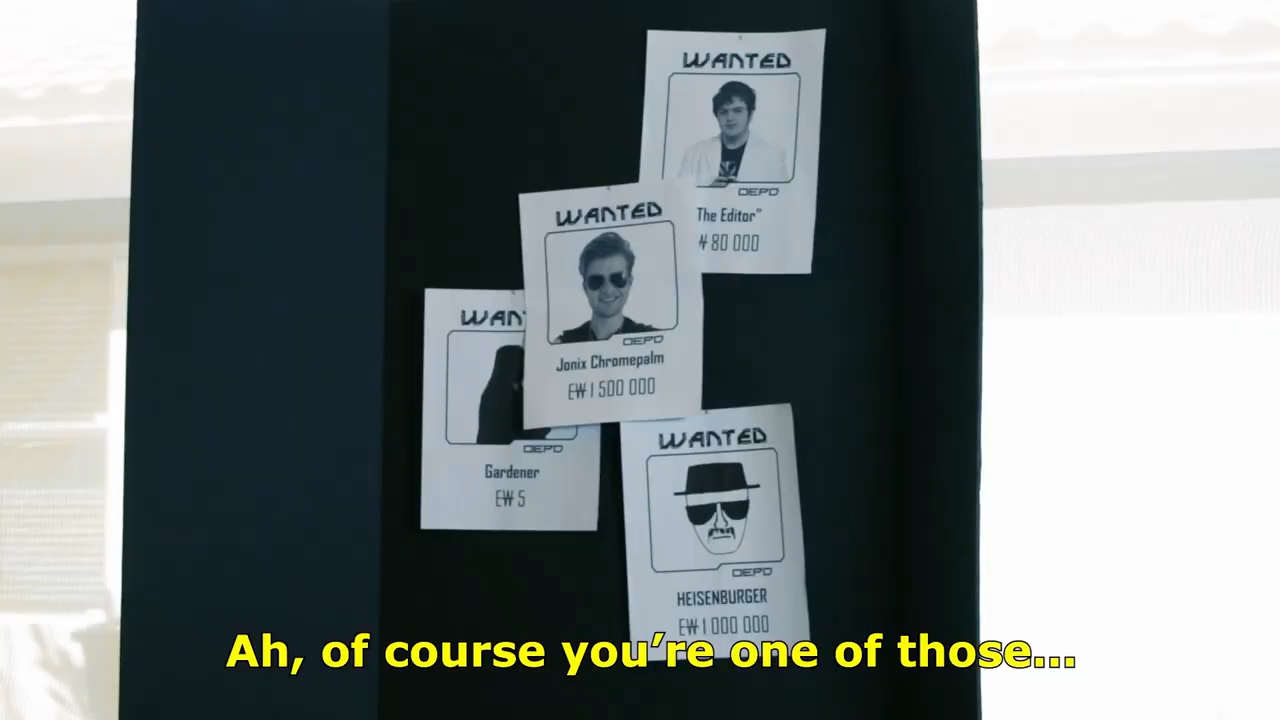 WANTED
DEPD
The Editor"
₩ 80 000
WANTED
DEPD
Jonix Chromepalm
E₩ 1 500 000
WAN
DEPD
Gardener
E₩ 5
WANTED
DEPD
HEISENBURGER
E₩ 1 000 000
Ah, of course you're one of those...